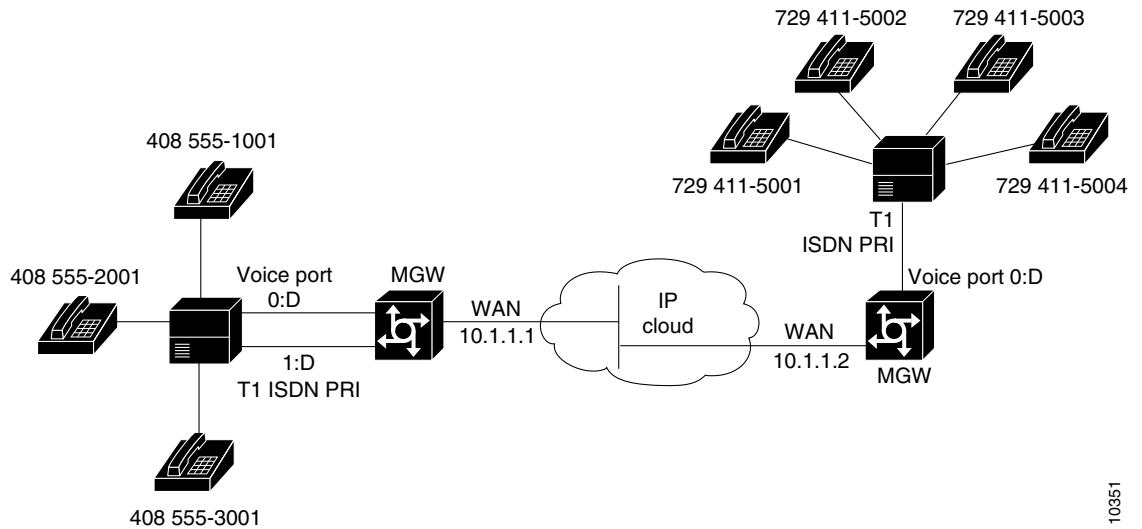 729 411-5002
729 411-5003
408 555-1001
729 411-5001
729 411-5004
T1
ISDN PRI
408 555-2001
Voice port
0:D
MGW
WAN
10.1.1.1
IP
cloud
Voice port 0:D
WAN
10.1.1.2
MGW
1:D
T1 ISDN PRI
408 555-3001
10351